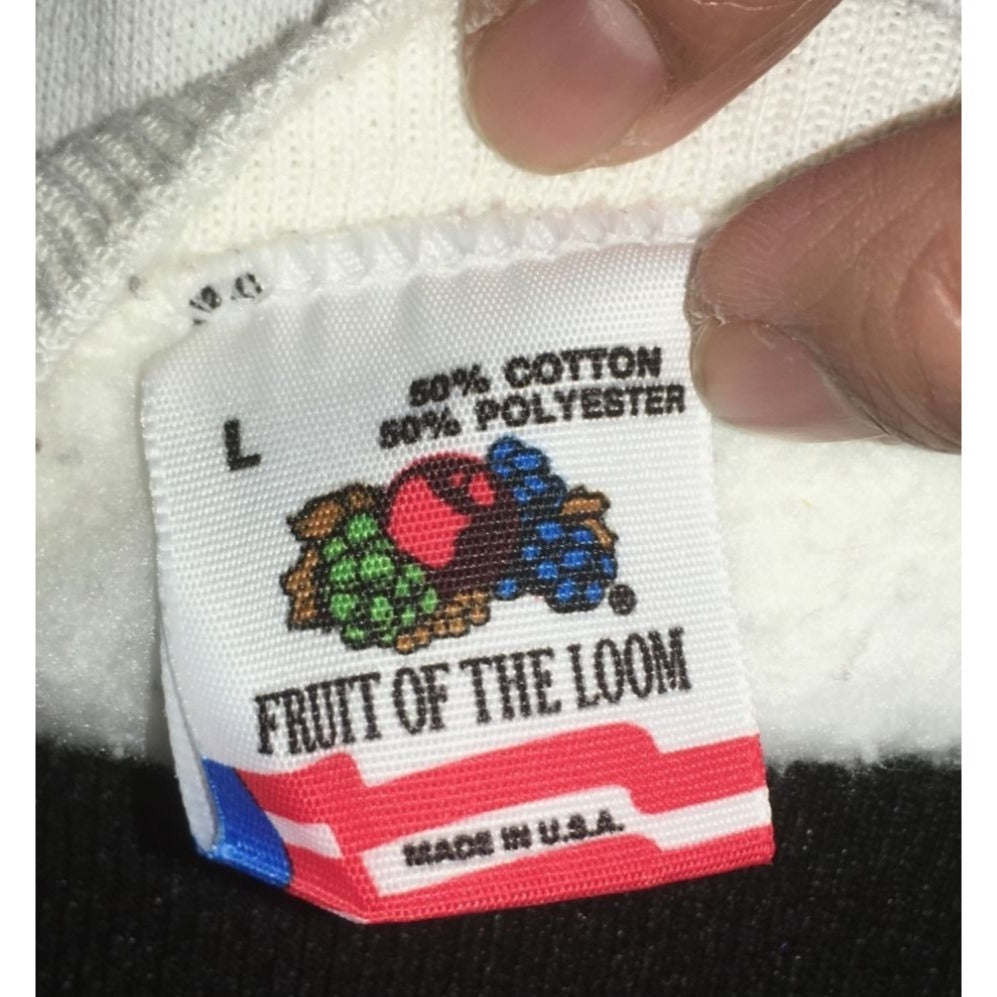 L
50% COTTON
50% POLYESTER
®
FRUIT OF THE LOOM
MADE IN U.S.A.